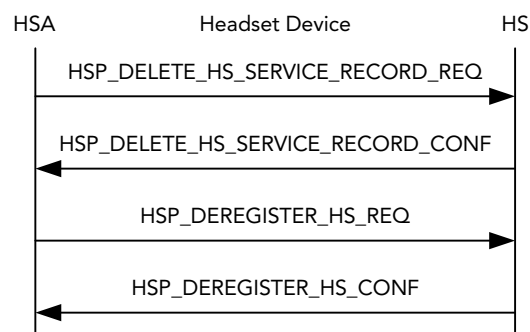 HSA Headset Device HS
HSP_DELETE_HS_SERVICE_RECORD_REQ
HSP_DELETE_HS_SERVICE_RECORD_CONF
HSP_DEREGISTER_HS_REQ
HSP_DEREGISTER_HS_CONF